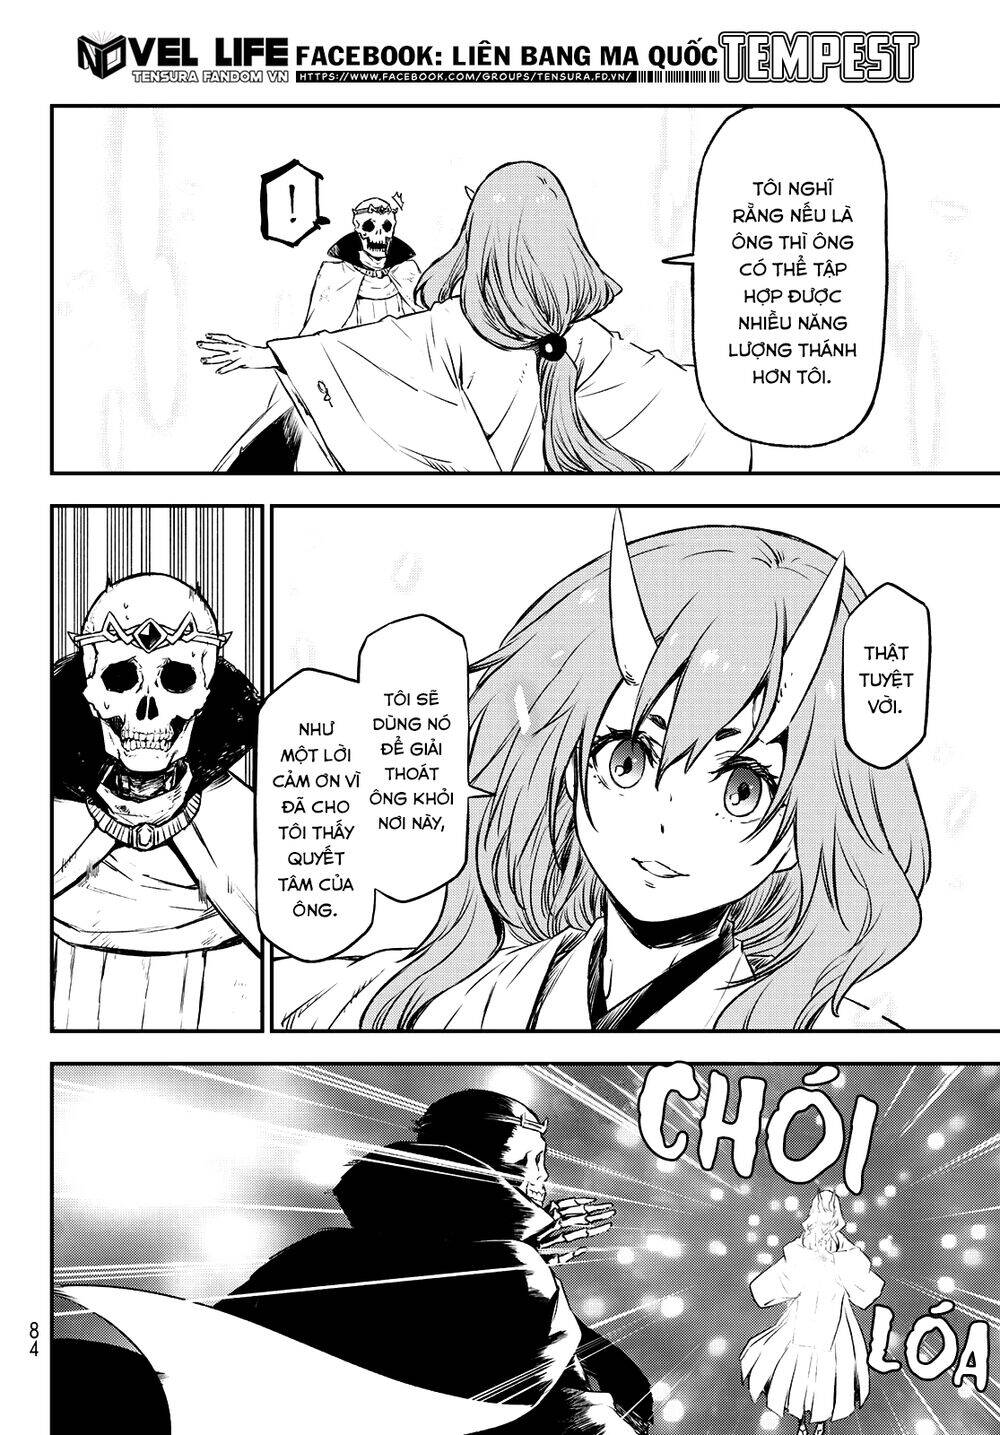 NOVEL LIFE
TENSURA FANDOM VN
FACEBOOK: LIÊN BANG MA QUỐC
HTTPS://WWW.FACEBOOK.COM/GROUPS/TENSURA.FD.VN/
TEMPEST
!
TÔI NGHĨ
RẰNG NẾU LÀ
ÔNG THÌ ÔNG
CÓ THỂ TẬP
HỢP ĐƯỢC
NHIỀU NĂNG
LƯỢNG THÁNH
HƠN TÔI.
THẬT
TUYỆT
VỜI.
TÔI SẼ
DÙNG NÓ
ĐỂ GIẢI
THOÁT
ÔNG KHỎI
NƠI NÀY,
NHƯ
MỘT LỜI
CẢM ƠN VÌ
ĐÃ CHO
TÔI THẤY
QUYẾT
TÂM CỦA
ÔNG.
CHÓI
LÓA
84